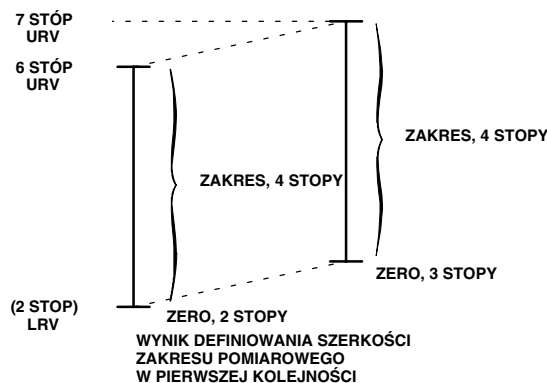 7 STÓP
URV
6 STÓP
URV
ZAKRES, 4 STOPY
ZAKRES, 4 STOPY
ZERO, 3 STOPY
(2 STOP)
LRV
ZERO, 2 STOPY
WYNIK DEFINIOWANIA SZERKOŚCI
ZAKRESU POMIAROWEGO
W PIERWSZEJ KOLEJNOŚCI